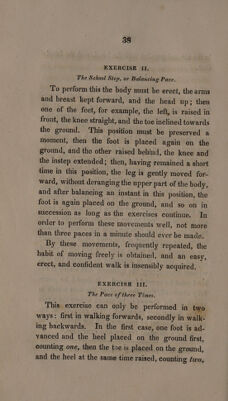 38
EXERCISE II.
The School Step, or Balancing Pace.
To perform this the body must be erect, the arms
and breast kept forward, and the head up; then
one of the feet, for example, the left, is raised in
front, the knee straight, and the toe inclined towards
the ground. This position must be preserved a
moment, then the foot is placed again on the
ground, and the other raised behind, the knee and
the instep extended; then, having remained a short
time in this position, the leg is gently moved for-
ward, without deranging the upper part of the body,
and after balancing an instant in this position, the
foot is again placed on the ground, and so on in
succession as long as the exercises continue. In
order to perform these movements well, not more
than three paces in a minute should ever be made.
By these movements, frequently repeated, the
habit of moving freely is obtained, and an easy,
erect, and confident walk is insensibly acquired.
EXERCISE III.
The Pace of three Times.
This exercise can only be performed in two
ways: first in walking forwards, secondly in walk-
ing backwards. In the first case, one foot is ad-
vanced and the heel placed on the ground first,
counting one, then the toe is placed on the ground,
and the heel at the same time raised, counting two,